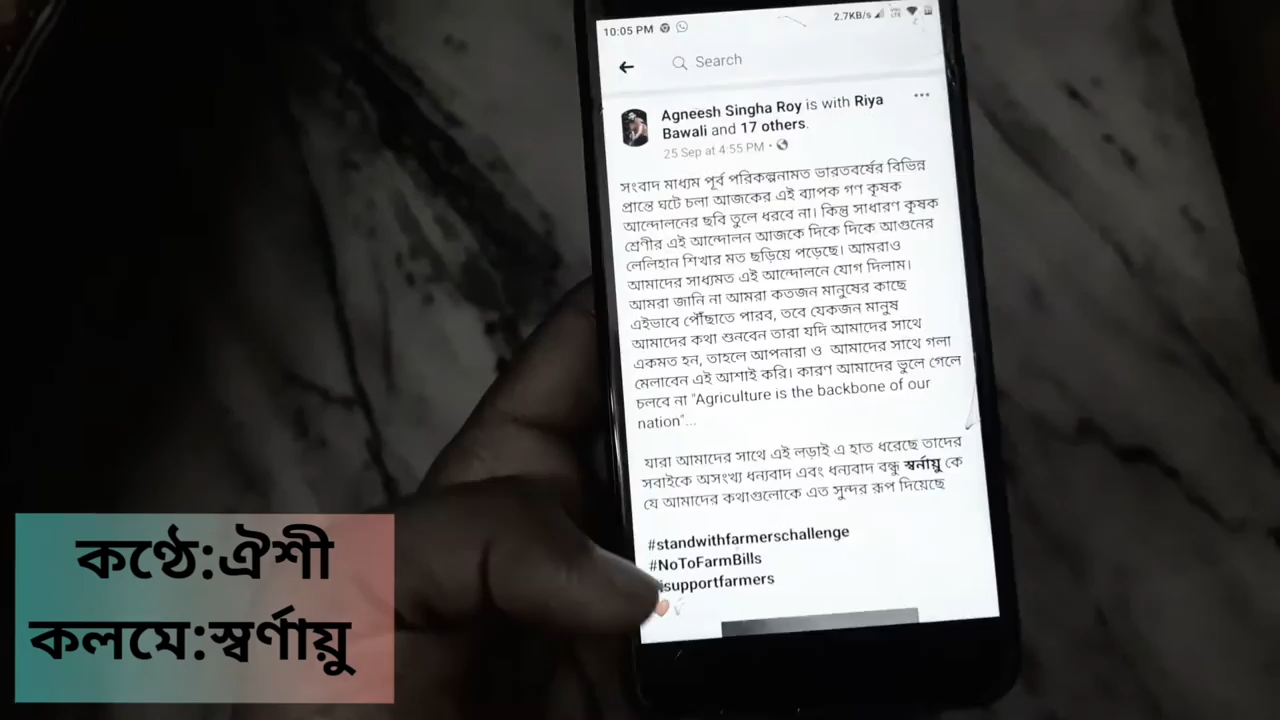 10:05 PM
2.7KB/s
Search
Agneesh Singha Roy is with Riya
Bawali and 17 others.
25 Sep at 4:55 PM
সংবাদ মাধ্যম পূর্ব পরিকল্পনামত ভারতবর্ষের বিভিন্ন
প্রান্তে ঘটে চলা আজকের এই ব্যাপক গণ কৃষক
আন্দোলনের ছবি তুলে ধরবে না। কিন্তু সাধারণ কৃষক
শ্রেণীর এই আন্দোলন আজকে দিকে দিকে আগুনের
লেলিহান শিখার মত ছড়িয়ে পড়েছে। আমরাও
আমাদের সাধ্যমত এই আন্দোলনে যোগ দিলাম।
আমরা জানি না আমরা কতজন মানুষের কাছে
এইভাবে পৌঁছাতে পারব, তবে যেকজন মানুষ
আমাদের কথা শুনবেন তারা যদি আমাদের সাথে
একমত হন, তাহলে আপনারা ও আমাদের সাথে গলা
মেলাবেন এই আশাই করি। কারণ আমাদের ভুলে গেলে
চলবে না "Agriculture is the backbone of our
nation"...
যারা আমাদের সাথে এই লড়াই এ হাত ধরেছে তাদের
সবাইকে অসংখ্য ধন্যবাদ এবং ধন্যবাদ বন্ধু স্বর্নায়ু কে
যে আমাদের কথাগুলোকে এত সুন্দর রূপ দিয়েছে
#standwithfarmerschallenge
#NoToFarmBills
isupportfarmers
কণ্ঠে:ঐশী
কলমে:স্বর্ণায়ু